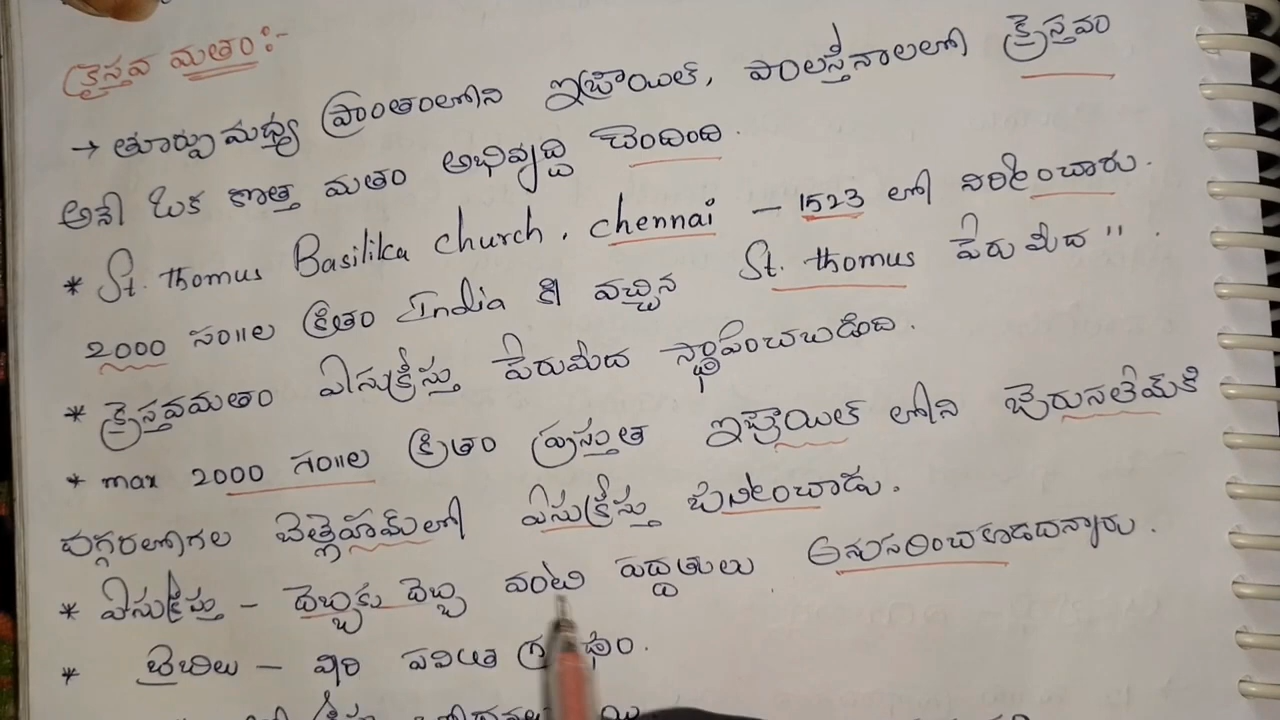 క్రైస్తవ మతం:-
→ తూర్పు మధ్య ప్రాంతంలోని ఇజ్రాయిల్, పాలస్తీనాలలో క్రైస్తవం
అనే ఒక కొత్త మతం అభివృద్ధి చెందింది.
* St. thomus Basilika church, chennai - 1523 లో నిర్మించారు.
2000 సం॥ల క్రితం India కి వచ్చిన St. thomus పేరు మీద " .
* క్రైస్తవమతం ఏసుక్రీస్తు పేరుమీద స్థాపించబడింది.
* max 2000 సం॥ల క్రితం ప్రస్తుత ఇజ్రాయిల్ లోని జెరుసలేమ్‌కి
దగ్గరలోగల బెత్లెహామ్‌లో ఏసుక్రీస్తు జన్మించాడు.
* ఏసుక్రీస్తు - దెబ్బకు దెబ్బ వంటి పద్ధతులు అనుసరించకూడదన్నారు.
* బైబిలు - వీరి పవిత్ర గ్రంథం.